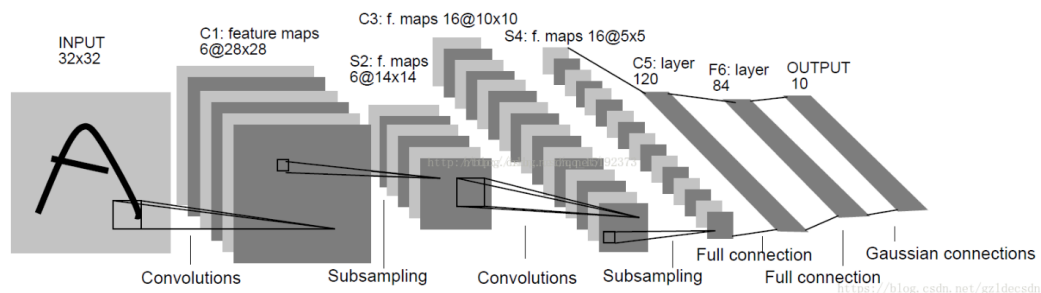 INPUT
32x32
C1: feature maps
6@28x28
S2: f. maps
6@14x14
C3: f. maps 16@10x10
S4: f. maps 16@5x5
C5: layer
120
F6: layer
84
OUTPUT
10
Convolutions
Subsampling
Convolutions
Subsampling
Full connection
Full connection
Gaussian connections
https://blog.csdn.net/gzldecsdn